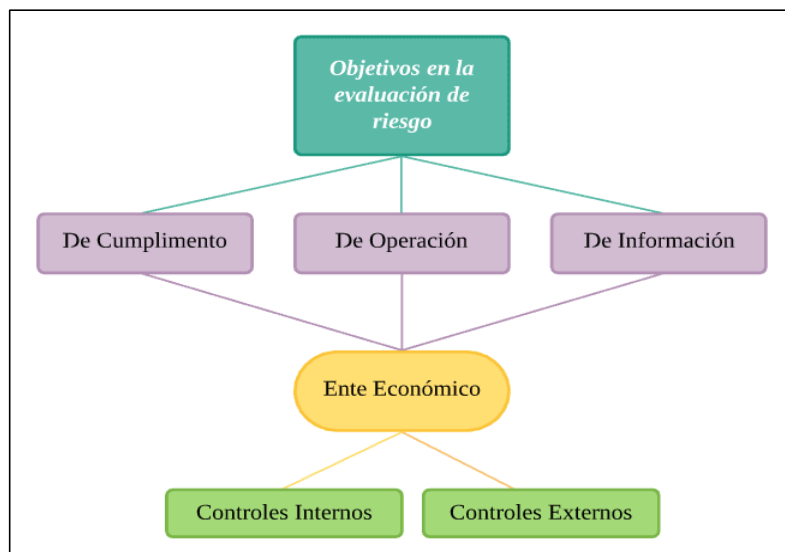 Objetivos en la
evaluación de
riesgo
De Cumplimento
De Operación
De Información
Ente Económico
Controles Internos
Controles Externos